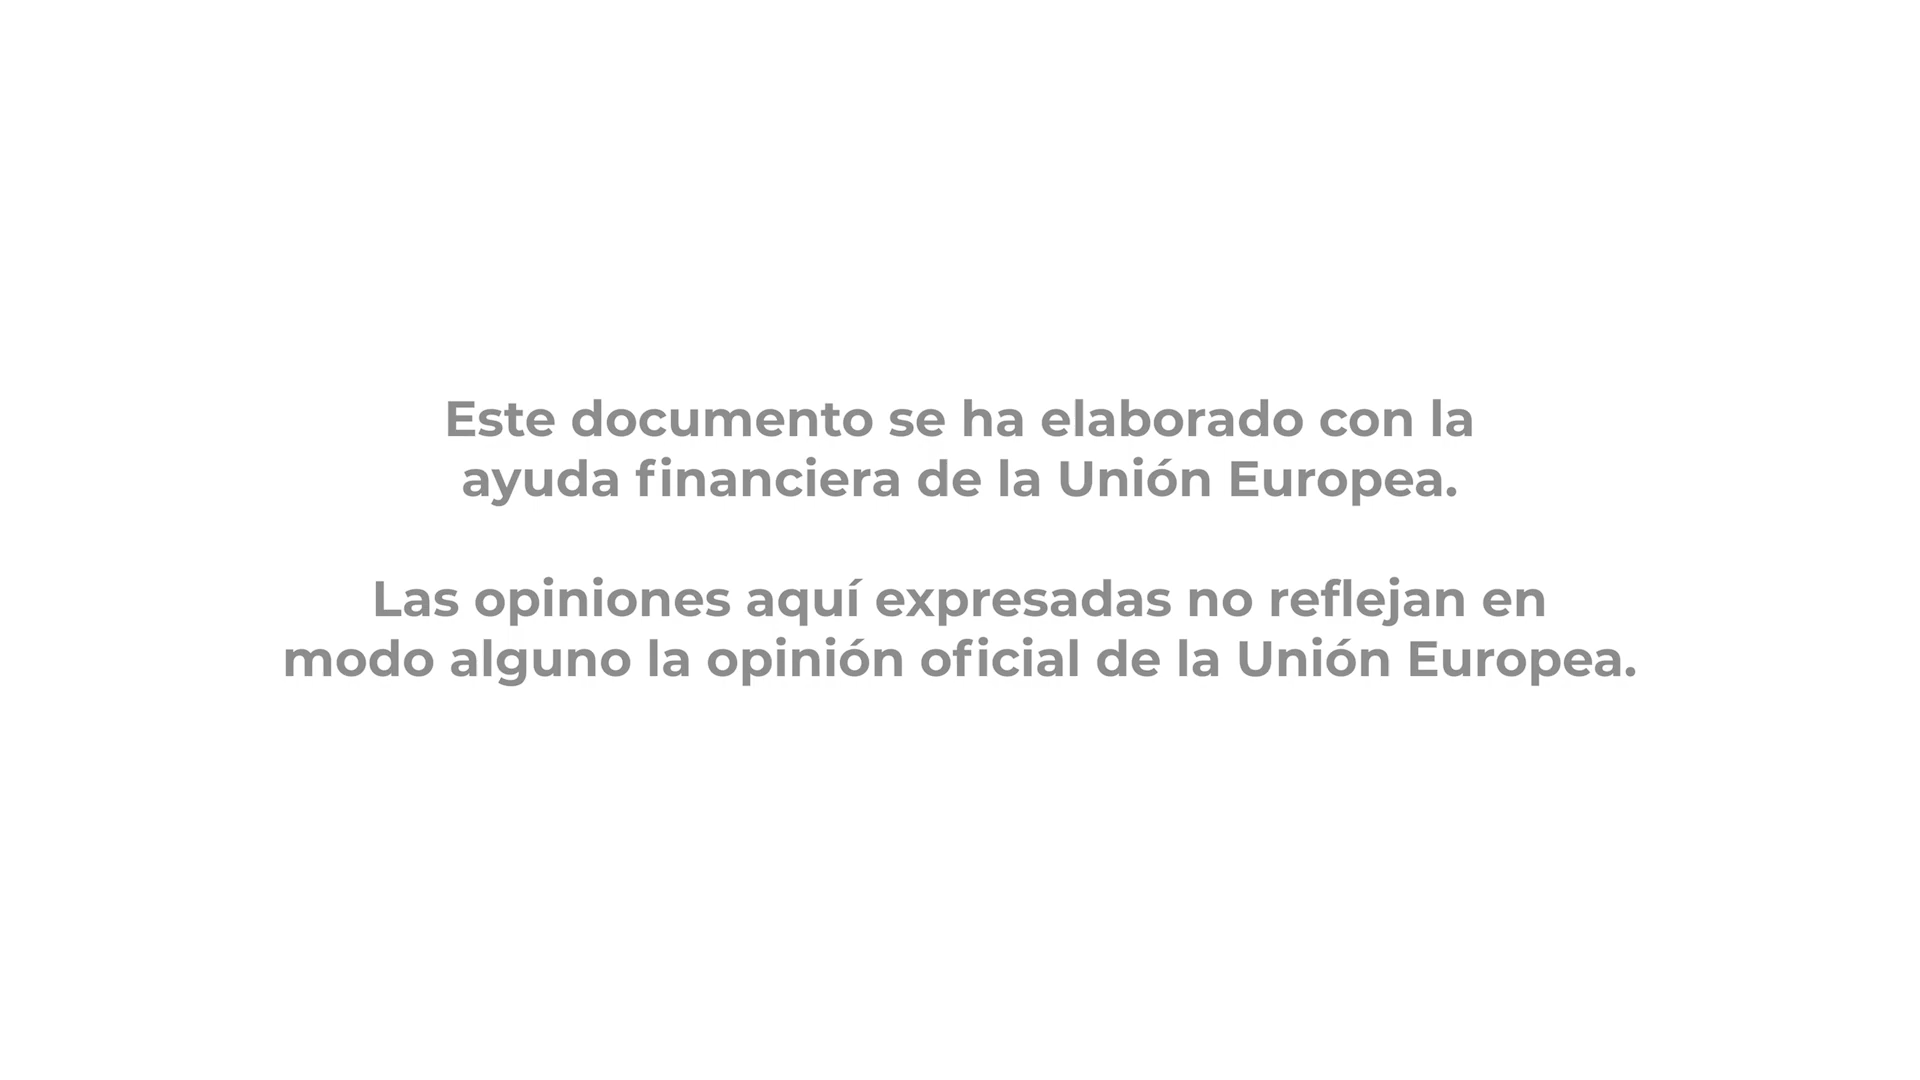 Este documento se ha elaborado con la
ayuda financiera de la Unión Europea.
Las opiniones aquí expresadas no reflejan en
modo alguno la opinión oficial de la Unión Europea.